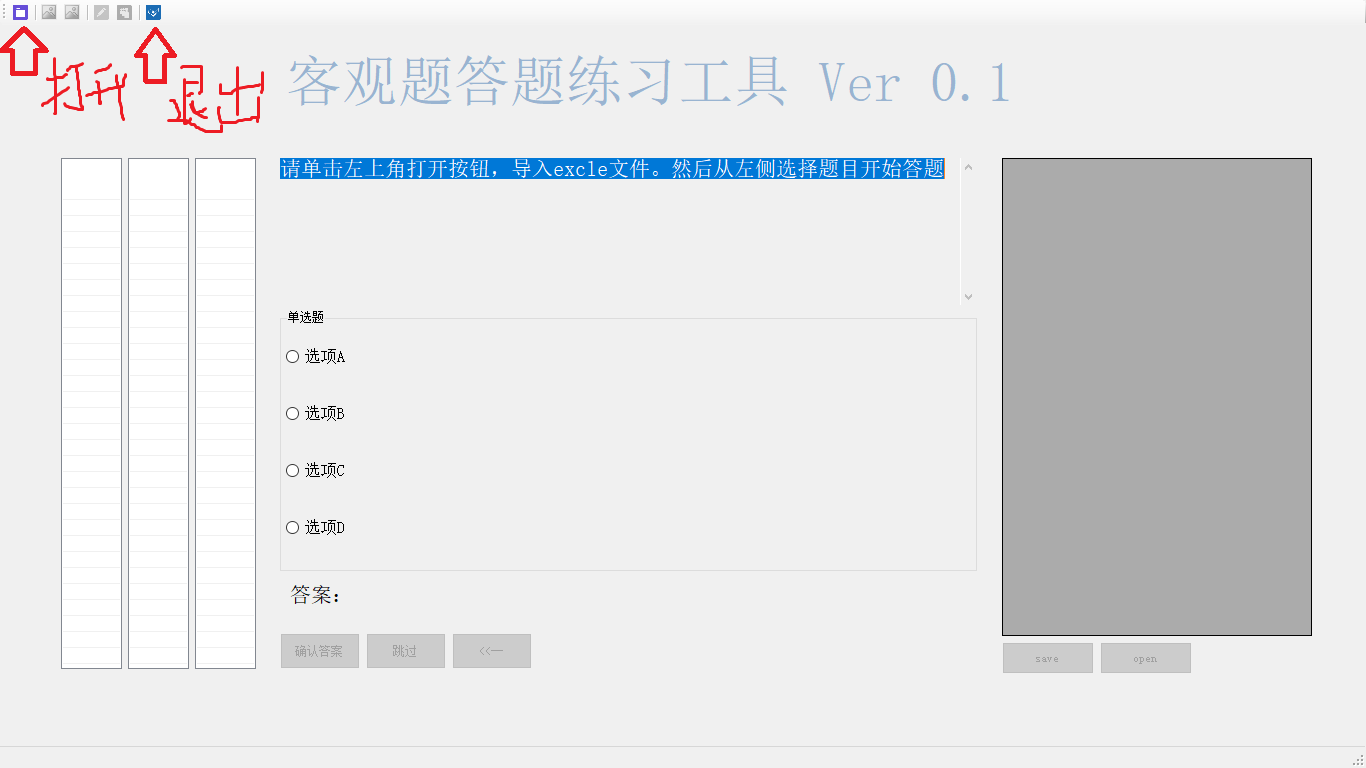 打开
退出
客观题答题练习工具 Ver 0.1
请单击左上角打开按钮，导入excle文件。然后从左侧选择题目开始答题
单选题
选项A
选项B
选项C
选项D
答案：
确认答案 跳过 <<一
save open